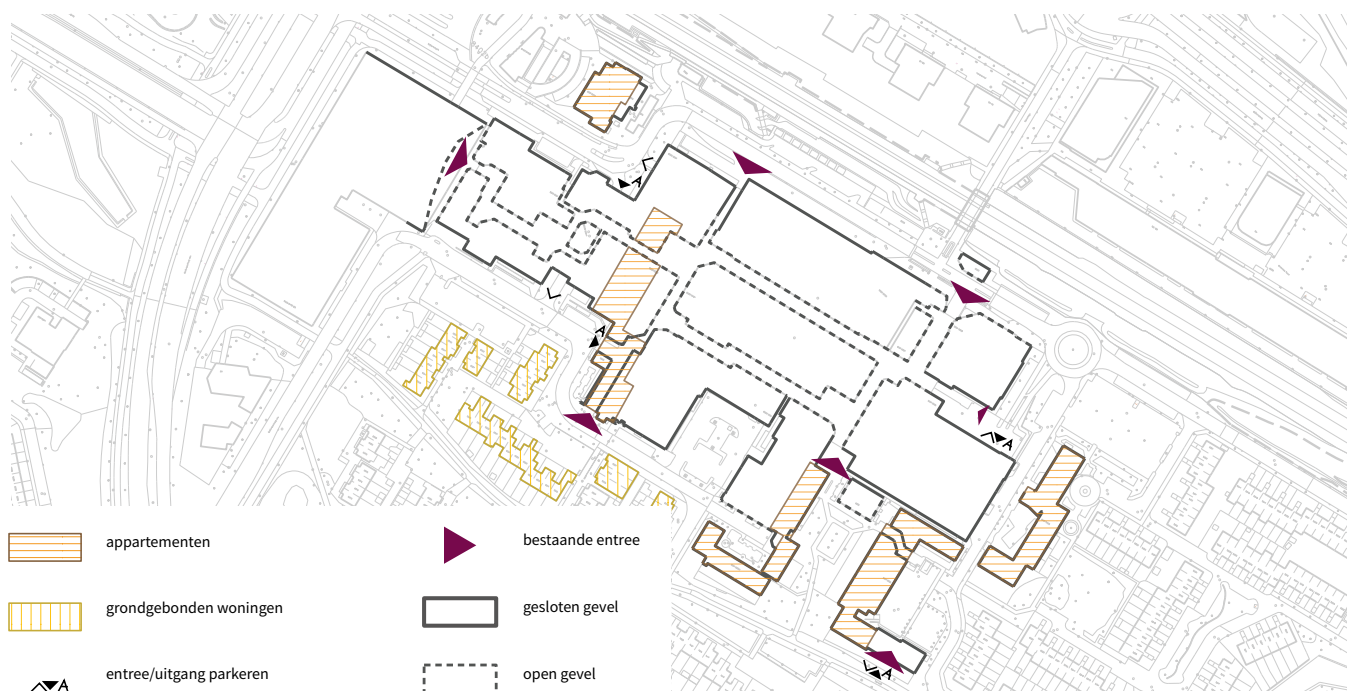 A
A
A
appartementen
grondgebonden woningen
entree/uitgang parkeren
A
bestaande entree
gesloten gevel
open gevel
A